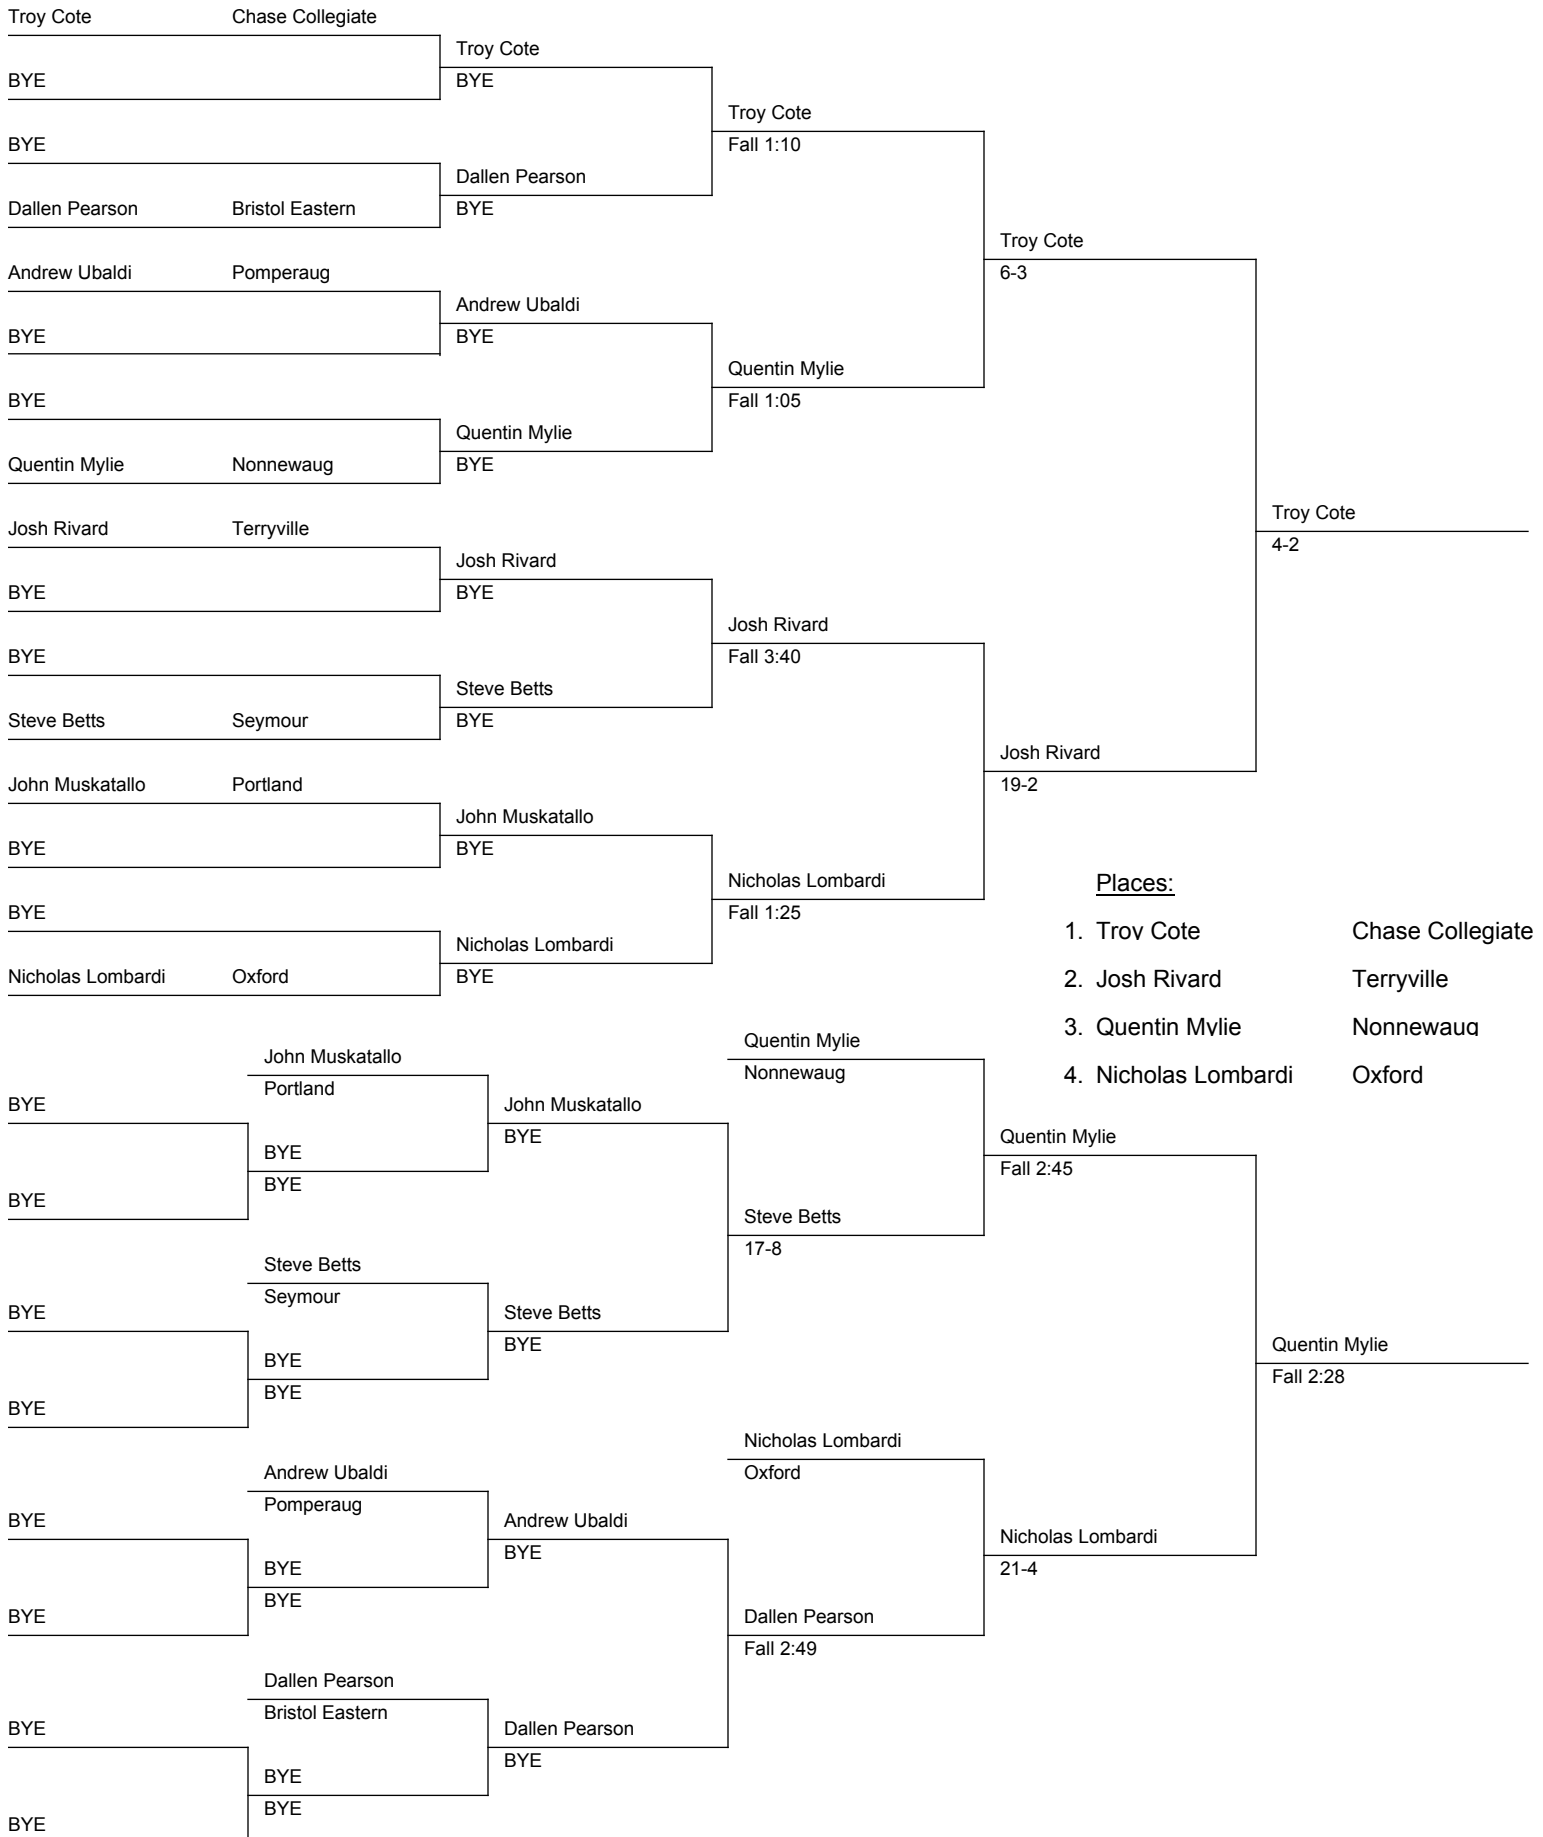 Troy Cote Chase Collegiate
Troy Cote
BYE
BYE
Troy Cote
BYE
Fall 1:10
Dallen Pearson
Dallen Pearson Bristol Eastern
BYE
Troy Cote
Andrew Ubaldi Pomperaug
6-3
Andrew Ubaldi
BYE
BYE
Quentin Mylie
BYE
Fall 1:05
Quentin Mylie
Quentin Mylie Nonnewaug
BYE
Troy Cote
Josh Rivard Terryville
4-2
Josh Rivard
BYE
BYE
Josh Rivard
BYE
Fall 3:40
Steve Betts
Steve Betts Seymour
BYE
Josh Rivard
John Muskatallo Portland
19-2
John Muskatallo
BYE
BYE
Nicholas Lombardi
Places:
BYE
Fall 1:25
1. Troy Cote Chase Collegiate
Nicholas Lombardi
Nicholas Lombardi Oxford
BYE
2. Josh Rivard Terryville
3. Quentin Mylie Nonnewaug
Quentin Mylie
John Muskatallo
Nonnewaug
4. Nicholas Lombardi Oxford
Portland
BYE
John Muskatallo
BYE
Quentin Mylie
BYE
Fall 2:45
BYE
BYE
Steve Betts
17-8
Steve Betts
Seymour
BYE
Steve Betts
BYE
Quentin Mylie
BYE
Fall 2:28
BYE
BYE
Nicholas Lombardi
Andrew Ubaldi
Oxford
Pomperaug
BYE
Andrew Ubaldi
BYE
Nicholas Lombardi
BYE
21-4
BYE
BYE
Dallen Pearson
Fall 2:49
Dallen Pearson
Bristol Eastern
BYE
Dallen Pearson
BYE
BYE
BYE
BYE